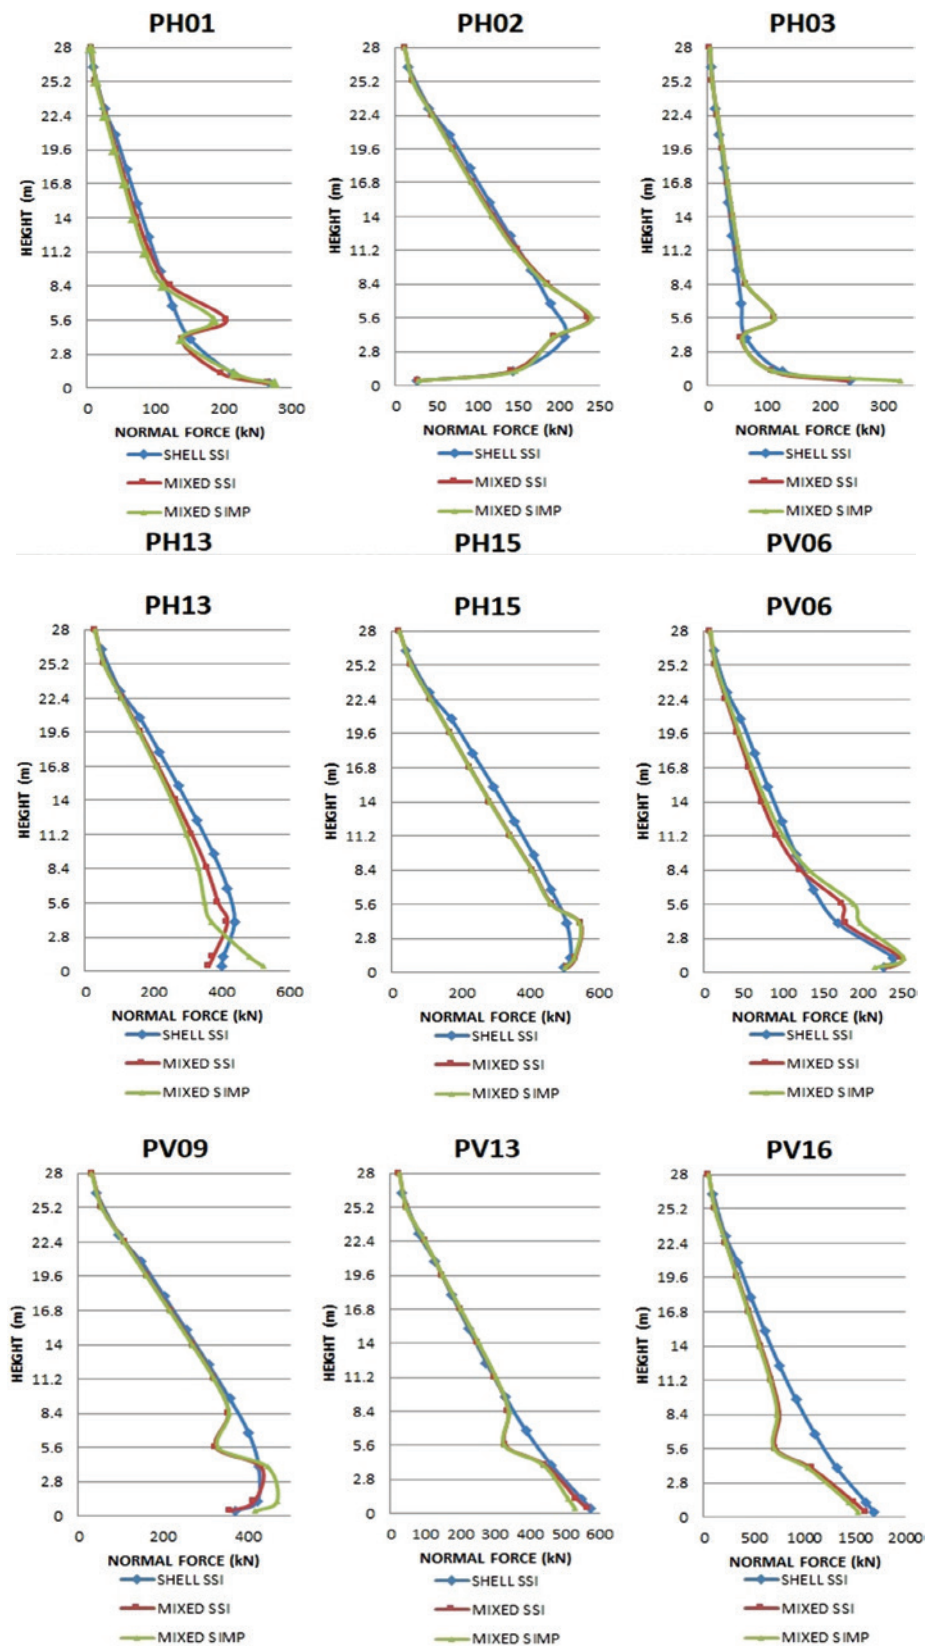 PH01 PH02 PH03
28 28 28
25.2 25.2 25.2
22.4 22.4 22.4
19.6 19.6 19.6
16.8 16.8 16.8
14 14 14
11.2 11.2 11.2
8.4 8.4 8.4
5.6 5.6 5.6
2.8 2.8 2.8
0 0 0
HEIGHT (m) HEIGHT (m) HEIGHT (m)
0 100 200 300 0 50 100 150 200 250 0 100 200 300
NORMAL FORCE (kN) NORMAL FORCE (kN) NORMAL FORCE (kN)
SHELL SSI SHELL SSI SHELL SSI
MIXED SSI MIXED SSI MIXED SSI
MIXED SIMP MIXED SIMP MIXED SIMP
PH13 PH15 PV06
PH13 PH15 PV06
28 28 28
25.2 25.2 25.2
22.4 22.4 22.4
19.6 19.6 19.6
16.8 16.8 16.8
14 14 14
11.2 11.2 11.2
8.4 8.4 8.4
5.6 5.6 5.6
2.8 2.8 2.8
0 0 0
HEIGHT (m) HEIGHT (m) HEIGHT (m)
0 200 400 600 0 200 400 600 0 50 100 150 200 250
NORMAL FORCE (kN) NORMAL FORCE (kN) NORMAL FORCE (kN)
SHELL SSI SHELL SSI SHELL SSI
MIXED SSI MIXED SSI MIXED SSI
MIXED SIMP MIXED SIMP MIXED SIMP
PV09 PV13 PV16
28 28 28
25.2 25.2 25.2
22.4 22.4 22.4
19.6 19.6 19.6
16.8 16.8 16.8
14 14 14
11.2 11.2 11.2
8.4 8.4 8.4
5.6 5.6 5.6
2.8 2.8 2.8
0 0 0
HEIGHT (m) HEIGHT (m) HEIGHT (m)
0 200 400 0 100 200 300 400 500 600 0 500 1000 1500 2000
NORMAL FORCE (kN) NORMAL FORCE (kN) NORMAL FORCE (kN)
SHELL SSI SHELL SSI SHELL SSI
MIXED SSI MIXED SSI MIXED SSI
MIXED SIMP MIXED SIMP MIXED SIMP